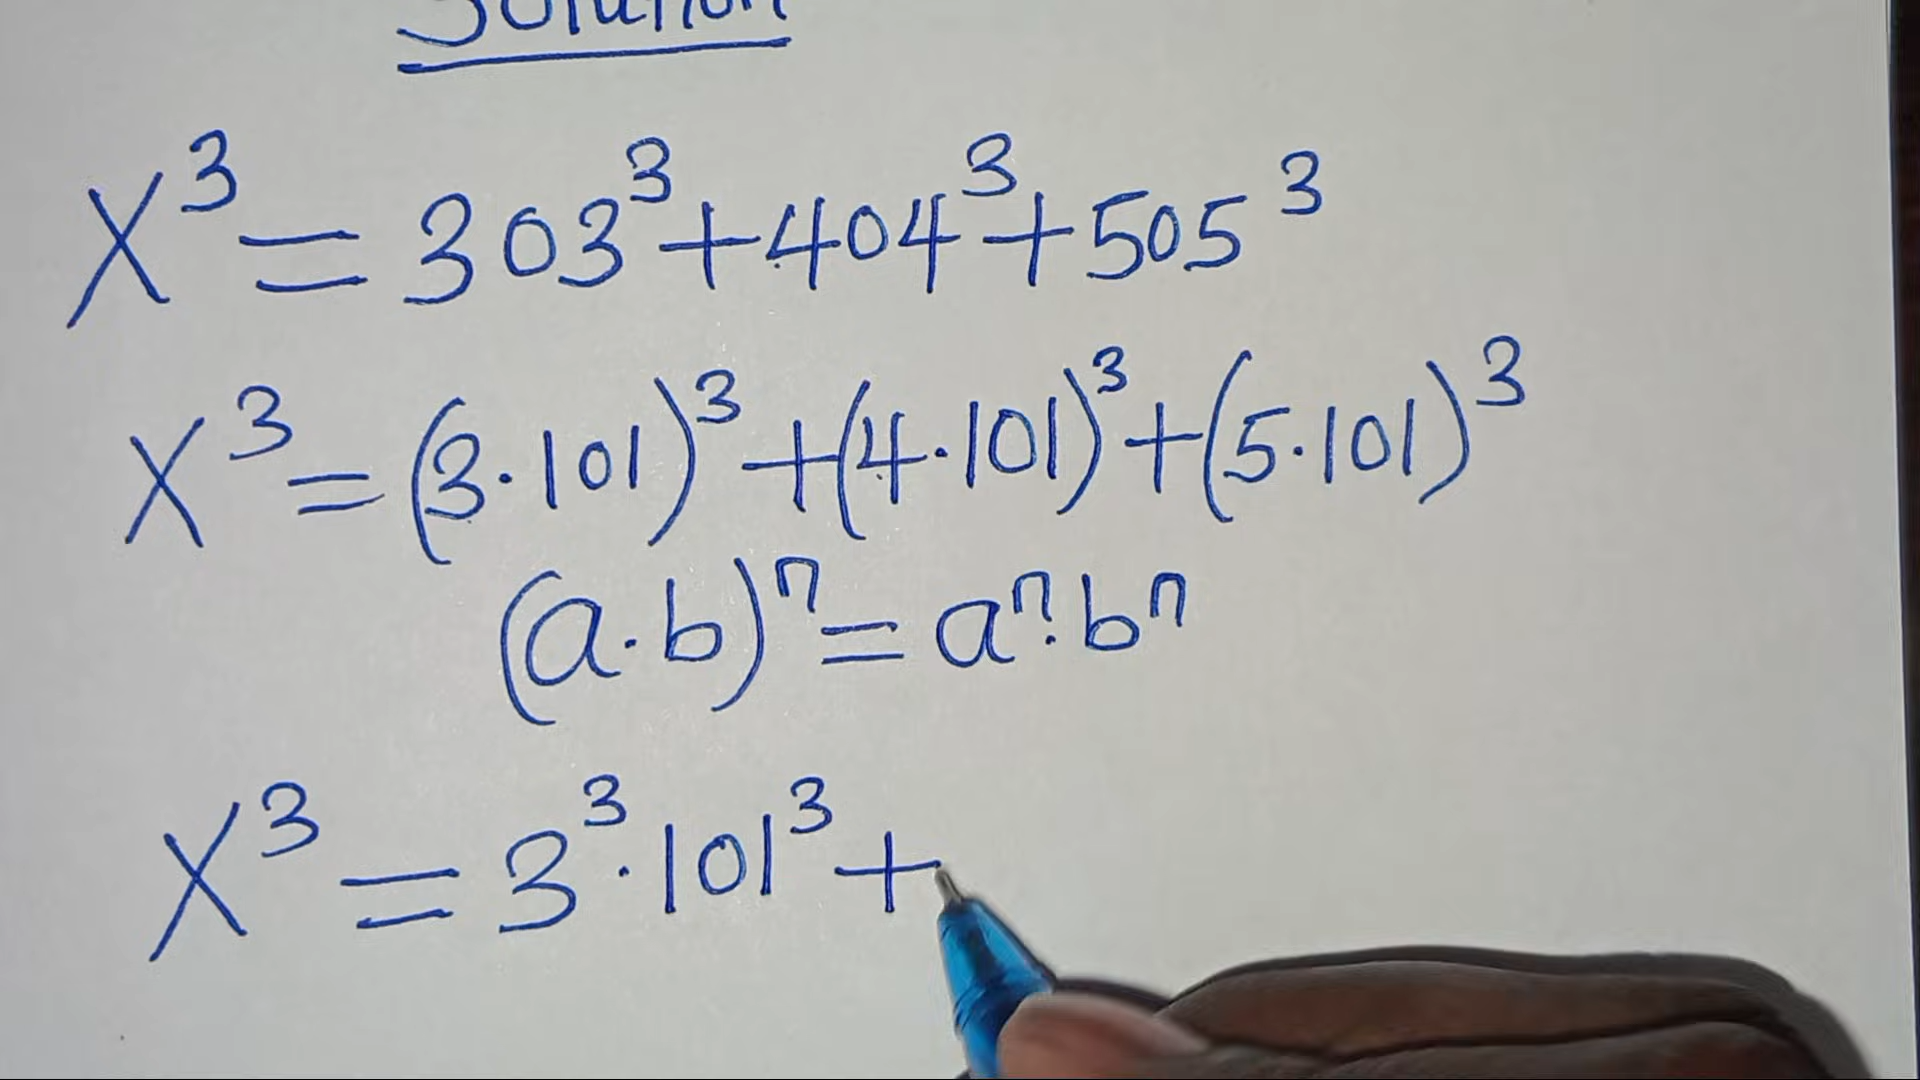 Solution
X³ = 303³ + 404³ + 505³
X³ = (3·101)³ + (4·101)³ + (5·101)³
(a·b)ⁿ = aⁿ·bⁿ
X³ = 3³·101³ +